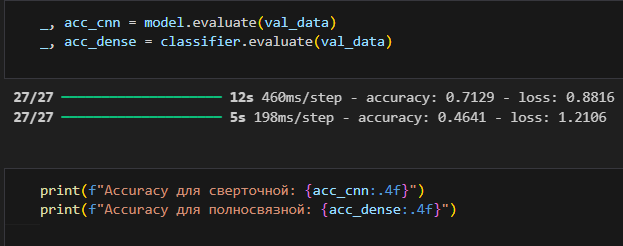 _, acc_cnn = model.evaluate(val_data)
_, acc_dense = classifier.evaluate(val_data)
27/27 ━━━━━━━━━━━━━━━━━━━━ 12s 460ms/step - accuracy: 0.7129 - loss: 0.8816
27/27 ━━━━━━━━━━━━━━━━━━━━ 5s 198ms/step - accuracy: 0.4641 - loss: 1.2106
print(f"Accuracy для сверточной: {acc_cnn:.4f}")
print(f"Accuracy для полносвязной: {acc_dense:.4f}")